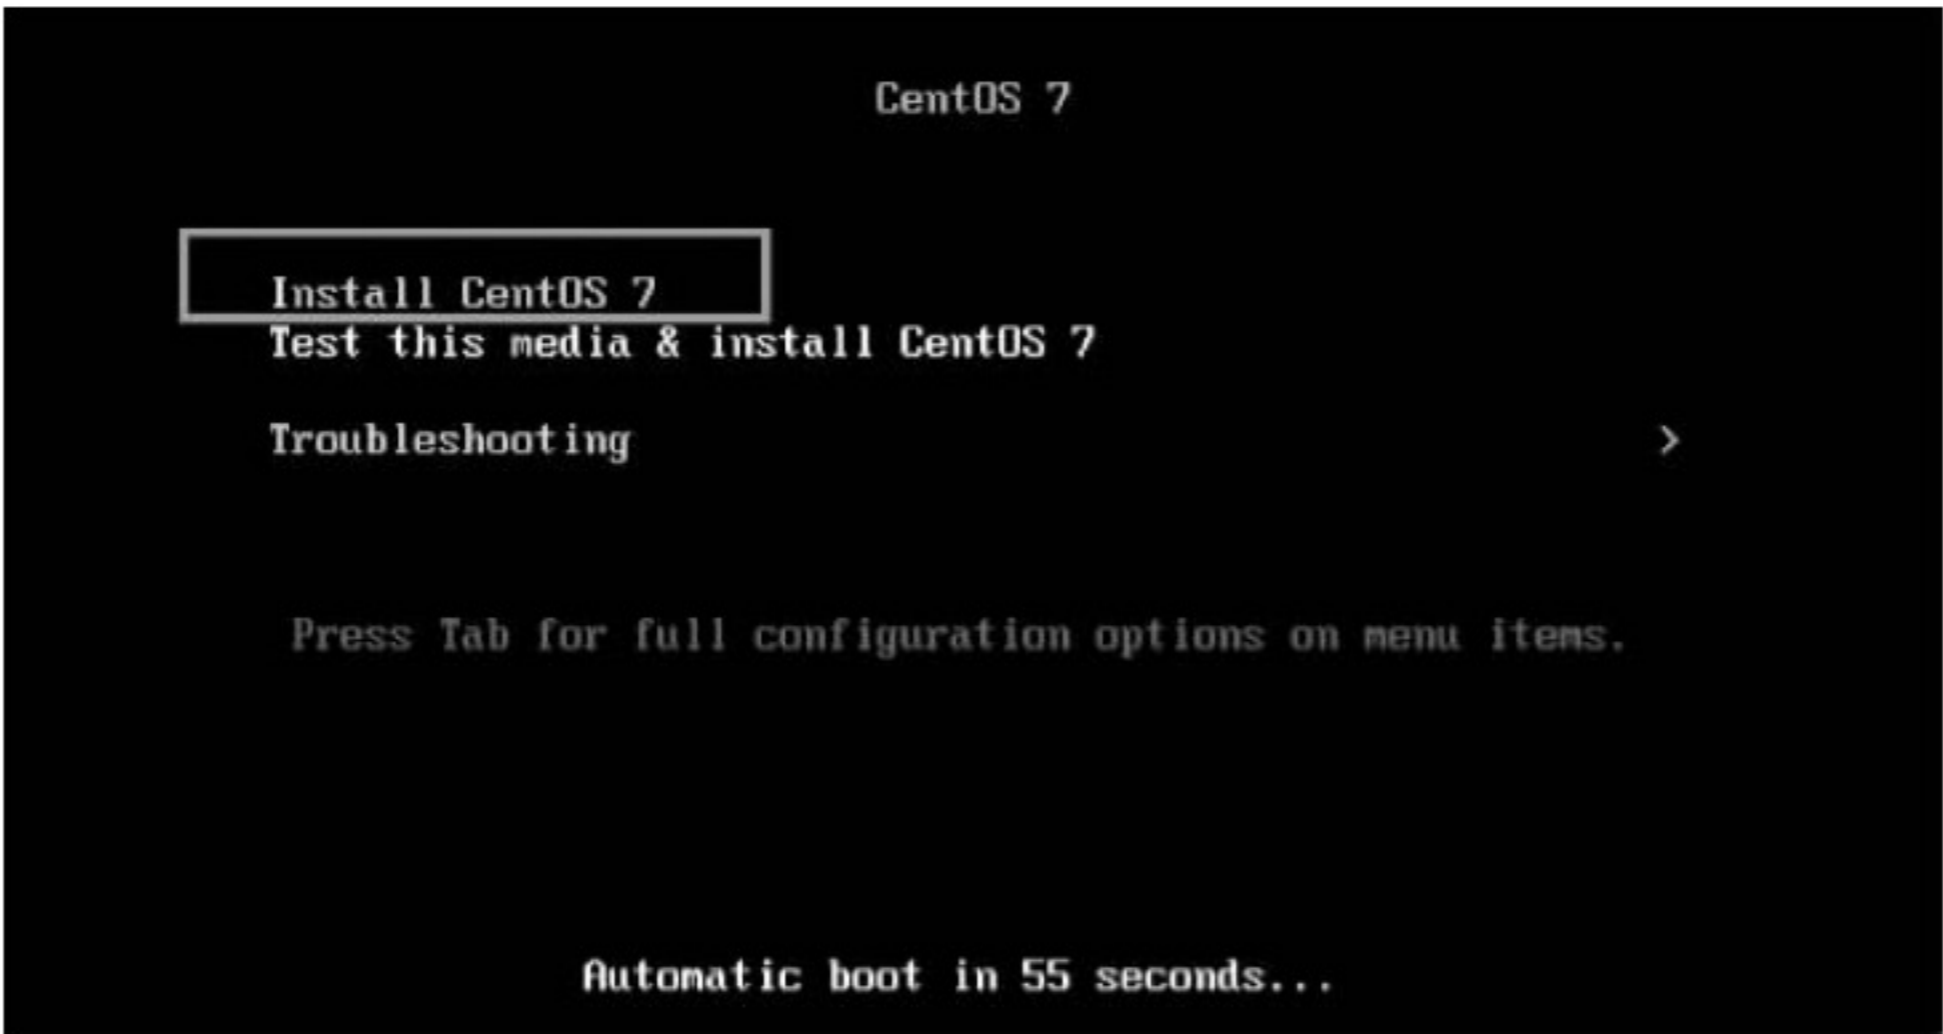 CentOS 7
Install CentOS 7
Test this media & install CentOS 7
Troubleshooting >
Press Tab for full configuration options on menu items.
Automatic boot in 55 seconds...